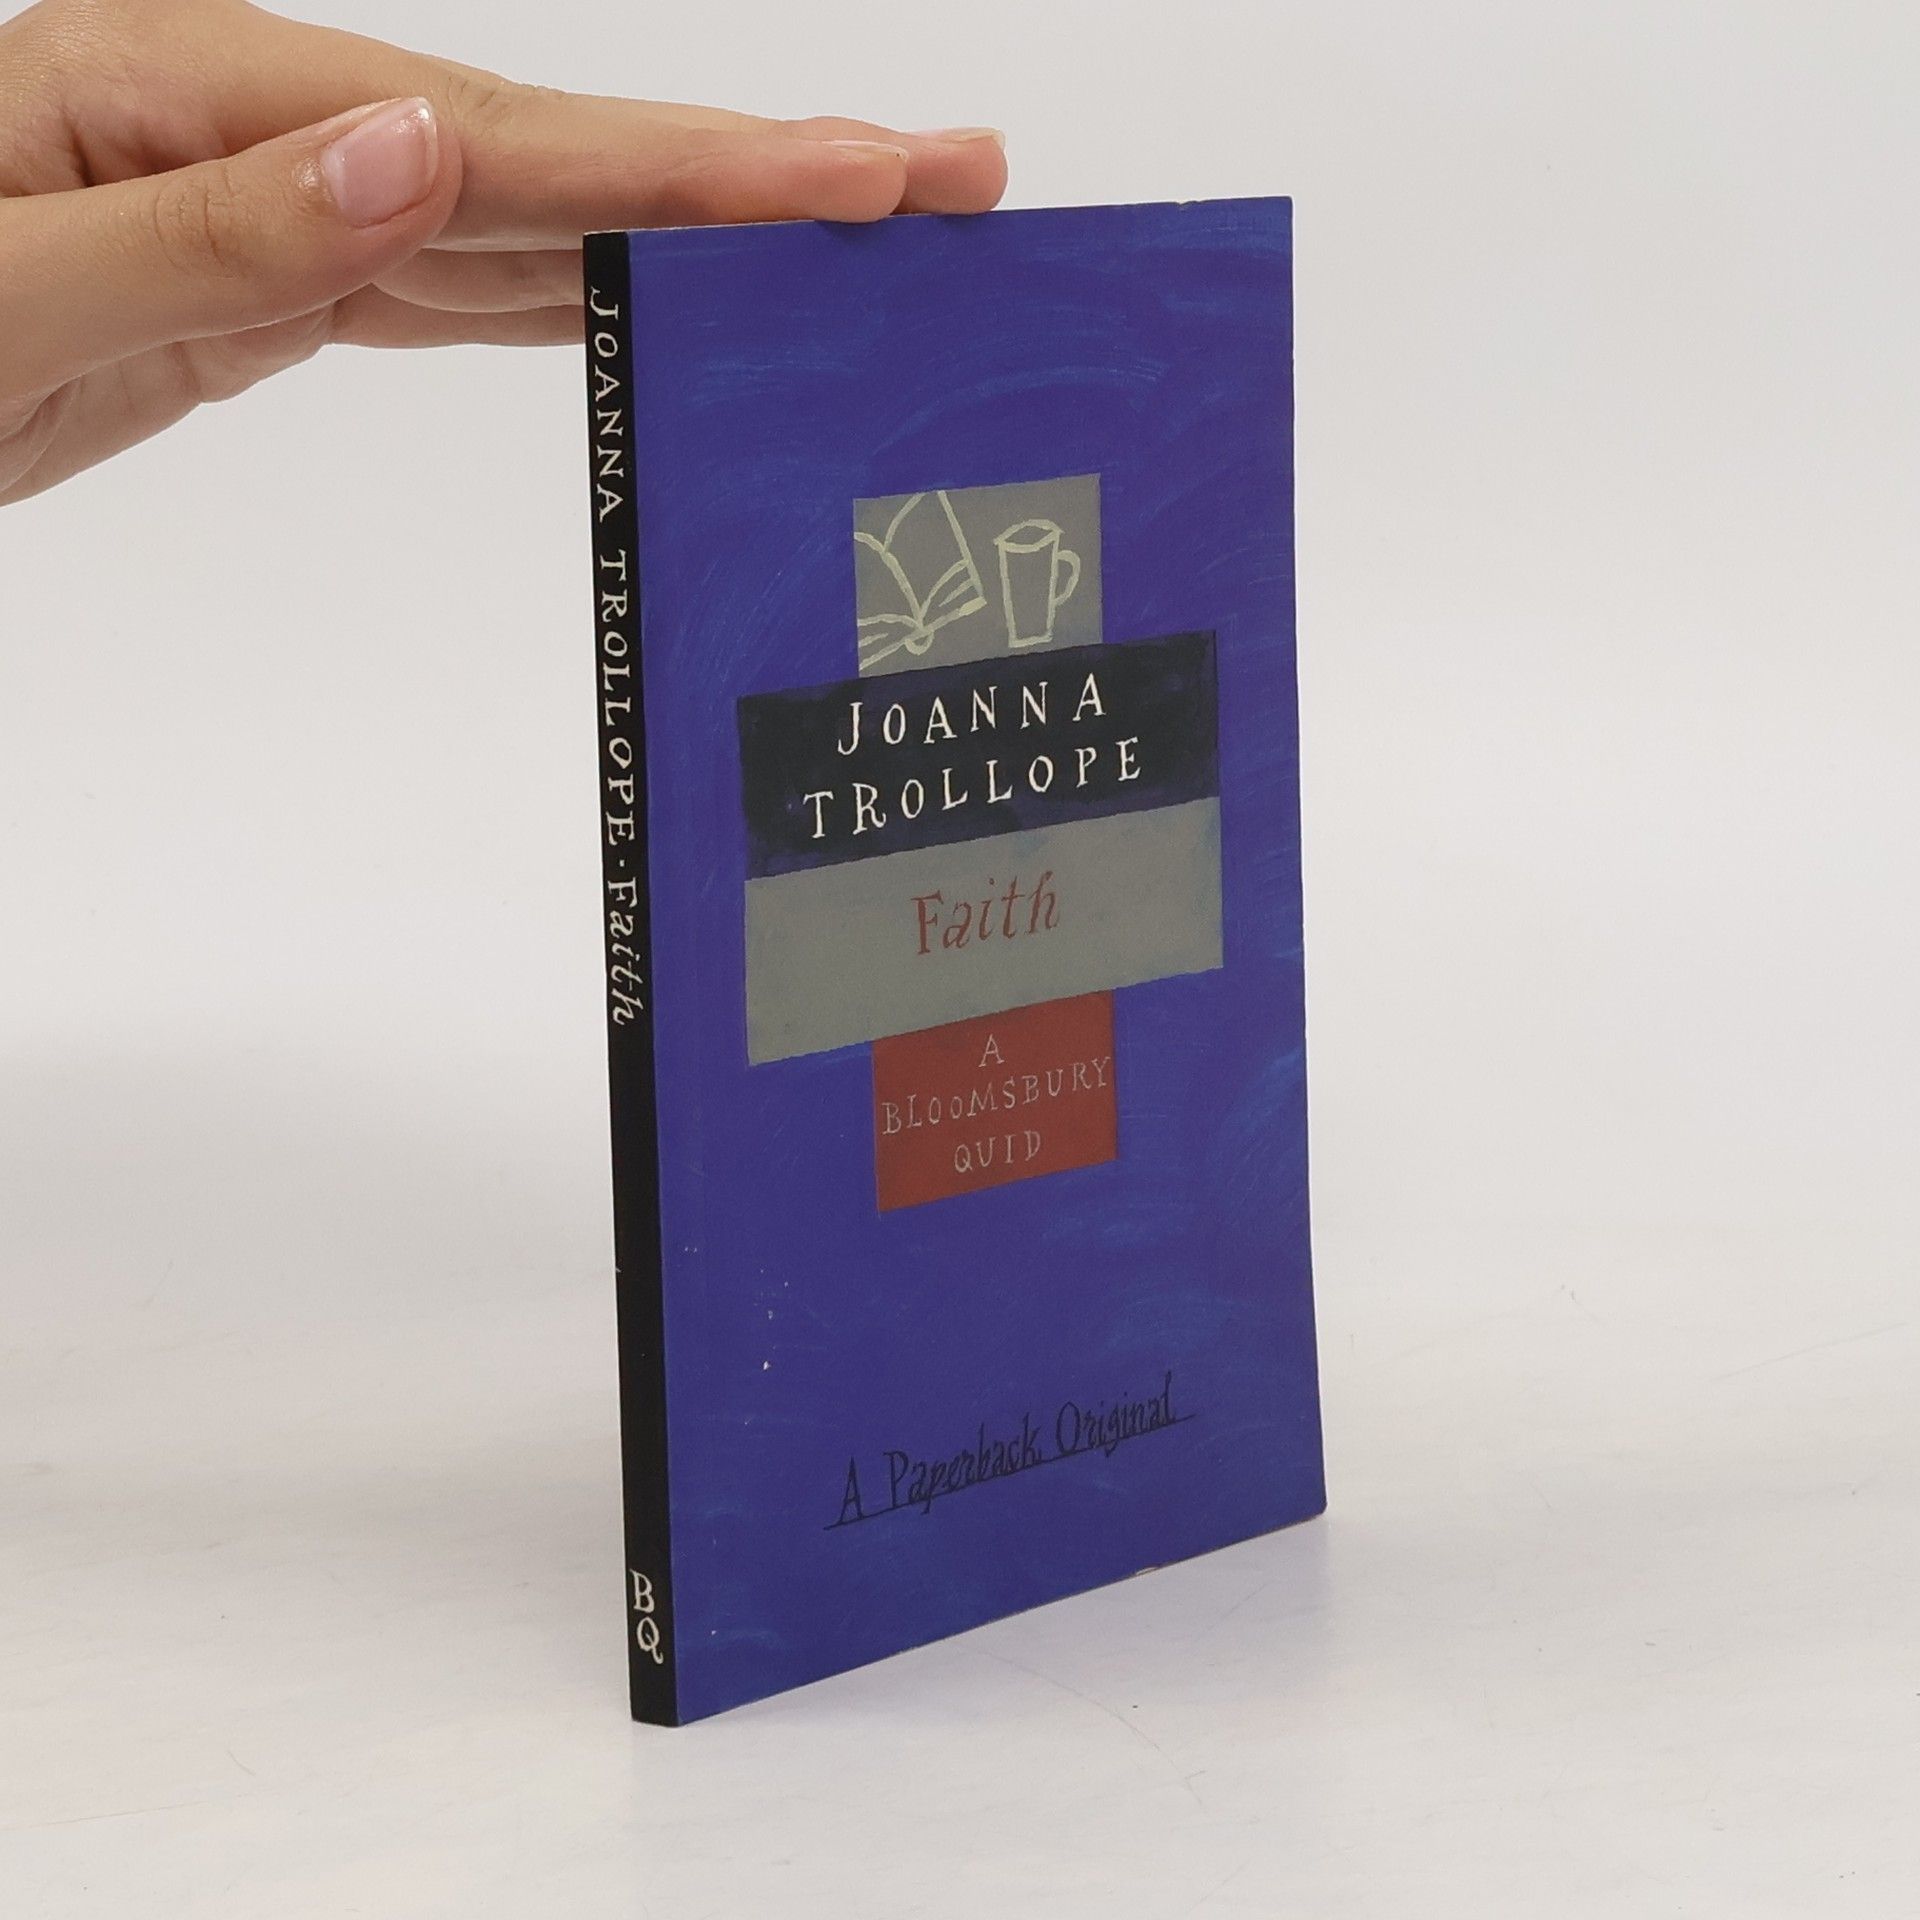 JOANNA TROLLOPE · Faith
BQ
JOANNA
TROLLOPE
Faith
A
BLOOMSBURY
QUID
A Paperback Original